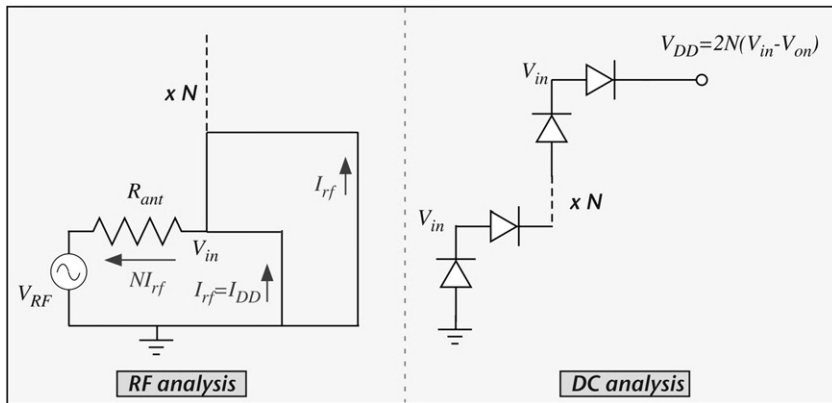 x N
R_ant
I_rf
V_in
NI_rf
I_rf=I_DD
V_RF
RF analysis
V_DD=2N(V_in-V_on)
V_in
x N
V_in
DC analysis